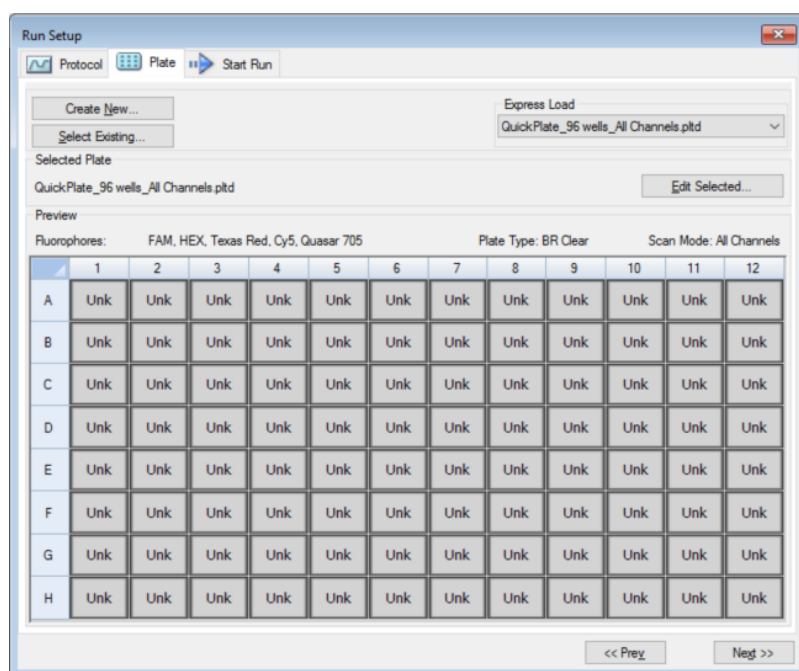 Run Setup
Protocol Plate Start Run
Create New...
Express Load
QuickPlate_96 wells_All Channels.pltd
Select Existing...
Selected Plate
QuickPlate_96 wells_All Channels.pltd
Edit Selected...
Preview
Fluorophores: FAM, HEX, Texas Red, Cy5, Quasar 705 Plate Type: BR Clear Scan Mode: All Channels
1 2 3 4 5 6 7 8 9 10 11 12
A Unk Unk Unk Unk Unk Unk Unk Unk Unk Unk Unk Unk
B Unk Unk Unk Unk Unk Unk Unk Unk Unk Unk Unk Unk
C Unk Unk Unk Unk Unk Unk Unk Unk Unk Unk Unk Unk
D Unk Unk Unk Unk Unk Unk Unk Unk Unk Unk Unk Unk
E Unk Unk Unk Unk Unk Unk Unk Unk Unk Unk Unk Unk
F Unk Unk Unk Unk Unk Unk Unk Unk Unk Unk Unk Unk
G Unk Unk Unk Unk Unk Unk Unk Unk Unk Unk Unk Unk
H Unk Unk Unk Unk Unk Unk Unk Unk Unk Unk Unk Unk
<< Prev Next >>